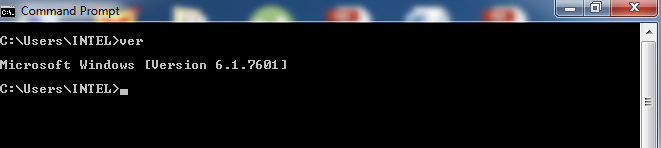 Command Prompt
C:\Users\INTEL>ver
Microsoft Windows [Version 6.1.7601]
C:\Users\INTEL>